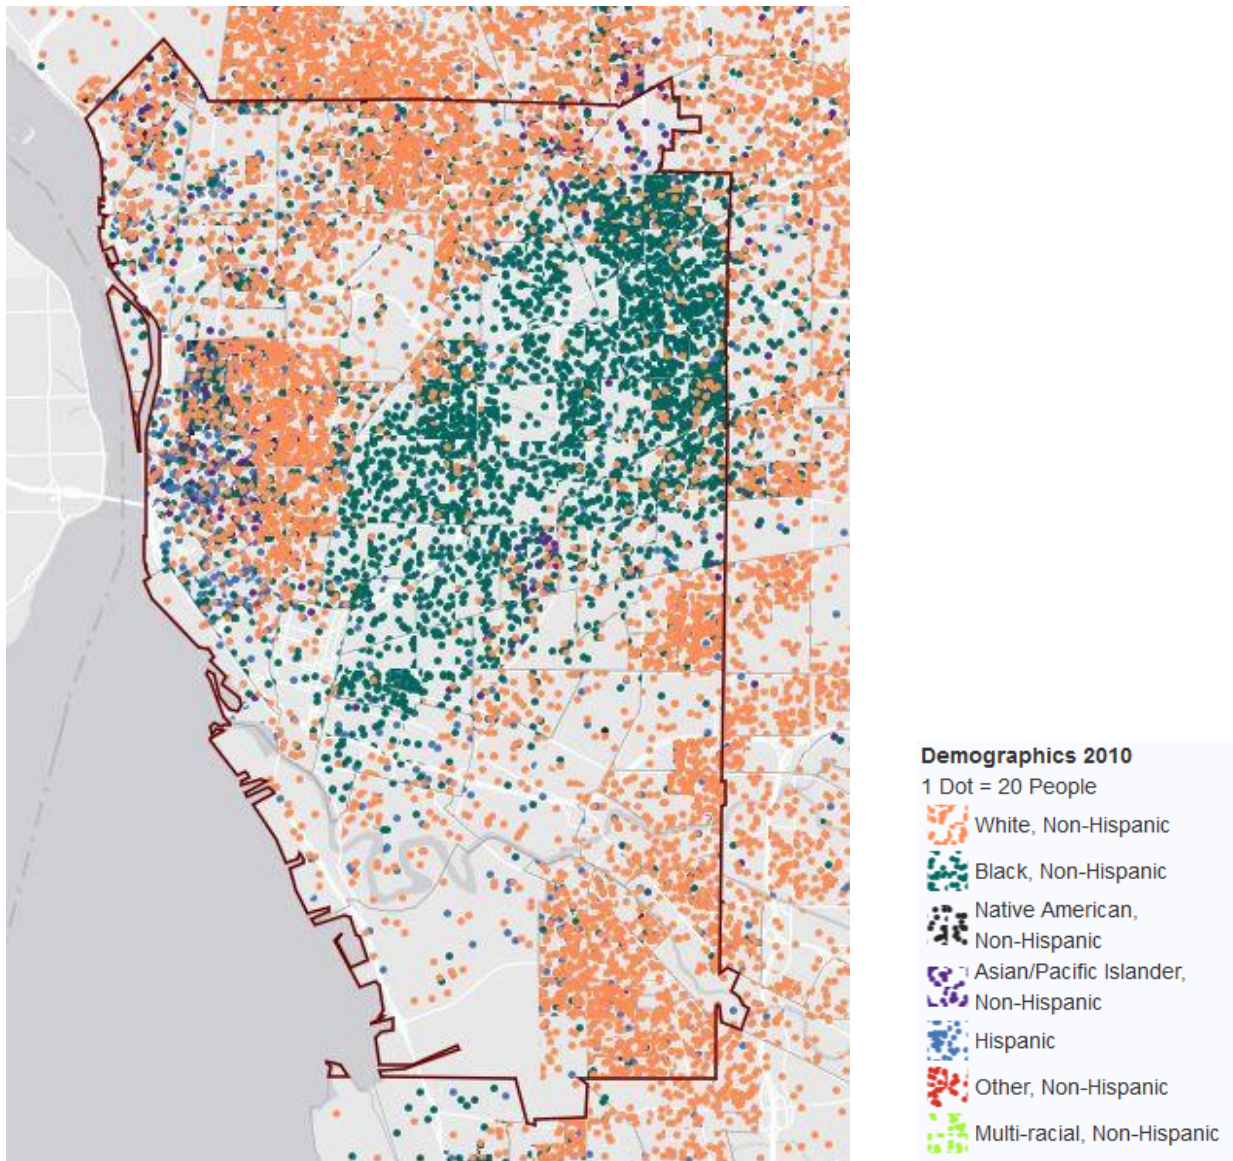 Demographics 2010
1 Dot = 20 People
White, Non-Hispanic
Black, Non-Hispanic
Native American,
Non-Hispanic
Asian/Pacific Islander,
Non-Hispanic
Hispanic
Other, Non-Hispanic
Multi-racial, Non-Hispanic